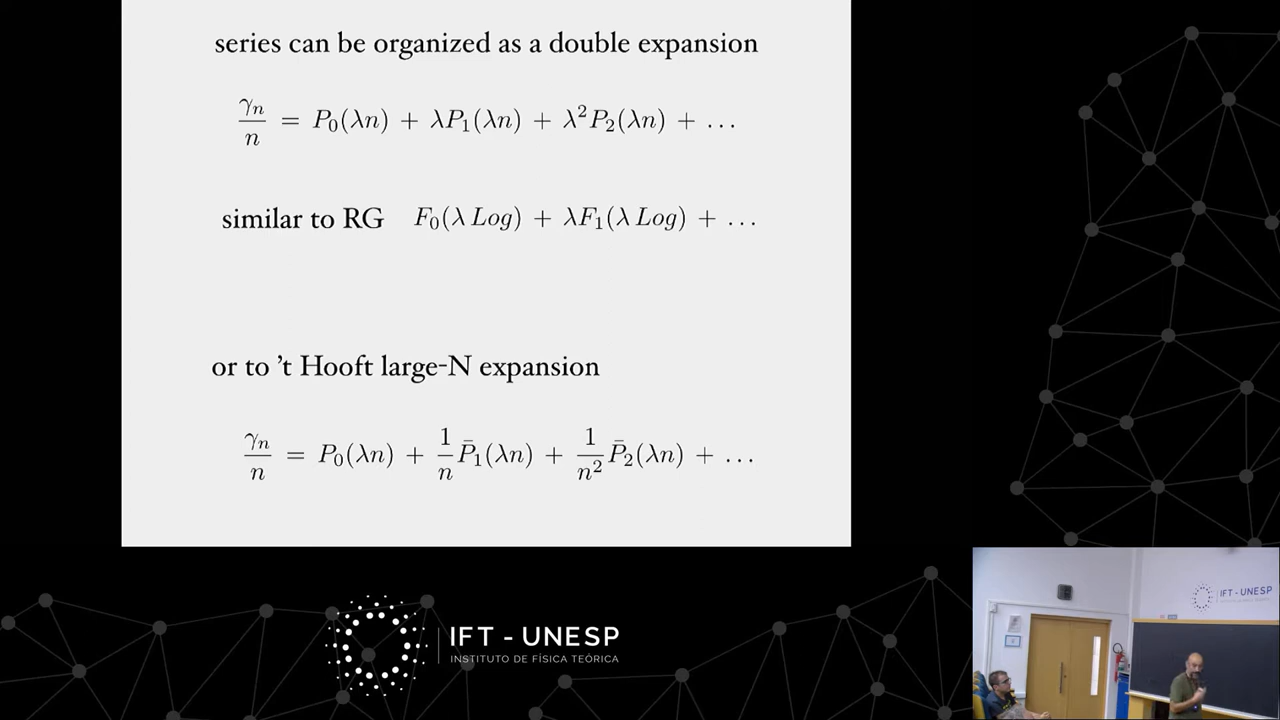 series can be organized as a double expansion
γₙ/n = P₀(λn) + λP₁(λn) + λ²P₂(λn) + …
similar to RG F₀(λ Log) + λF₁(λ Log) + …
or to ’t Hooft large-N expansion
γₙ/n = P₀(λn) + 1/n P̄₁(λn) + 1/n² P̄₂(λn) + …
IFT - UNESP
INSTITUTO DE FÍSICA TEÓRICA
IFT - UNESP